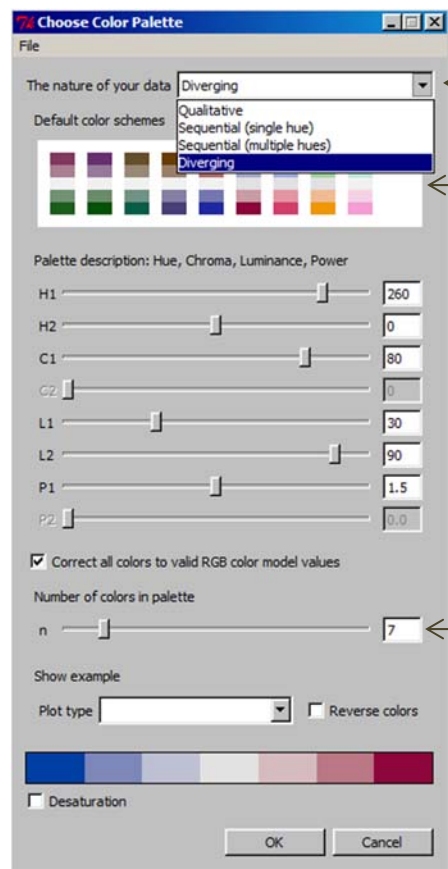 Choose Color Palette
File
The nature of your data Diverging
Qualitative
Sequential (single hue)
Sequential (multiple hues)
Diverging
Default color schemes
Palette description: Hue, Chroma, Luminance, Power
H1 260
H2 0
C1 80
C2 0
L1 30
L2 90
P1 1.5
P2 0.0
Correct all colors to valid RGB color model values
Number of colors in palette
n 7
Show example
Plot type Reverse colors
Desaturation
OK Cancel